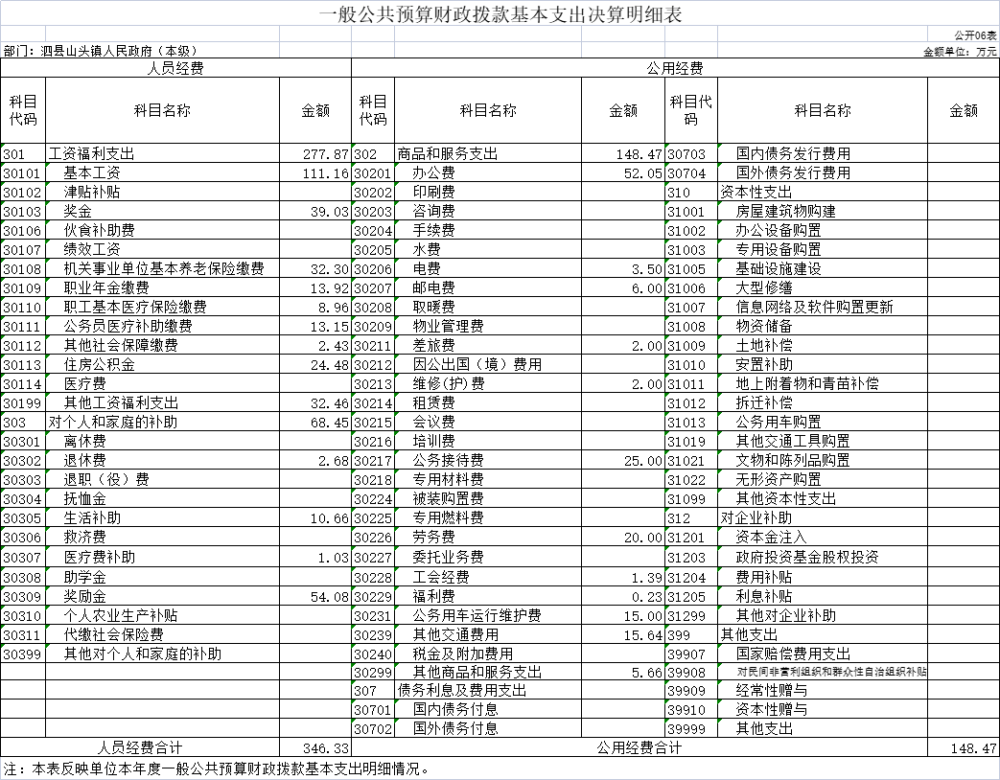 一般公共预算财政拨款基本支出决算明细表
公开06表
部门：泗县山头镇人民政府（本级） 金额单位：万元
人员经费 公用经费
科目代码 科目名称 金额 科目代码 科目名称 金额 科目代码 科目名称 金额
301 工资福利支出 277.87 302 商品和服务支出 148.47 30703 国内债务发行费用
30101 基本工资 111.16 30201 办公费 52.05 30704 国外债务发行费用
30102 津贴补贴 30202 印刷费 310 资本性支出
30103 奖金 39.03 30203 咨询费 31001 房屋建筑物购建
30106 伙食补助费 30204 手续费 31002 办公设备购置
30107 绩效工资 30205 水费 31003 专用设备购置
30108 机关事业单位基本养老保险缴费 32.30 30206 电费 3.50 31005 基础设施建设
30109 职业年金缴费 13.92 30207 邮电费 6.00 31006 大型修缮
30110 职工基本医疗保险缴费 8.96 30208 取暖费 31007 信息网络及软件购置更新
30111 公务员医疗补助缴费 13.15 30209 物业管理费 31008 物资储备
30112 其他社会保障缴费 2.43 30211 差旅费 2.00 31009 土地补偿
30113 住房公积金 24.48 30212 因公出国（境）费用 31010 安置补助
30114 医疗费 30213 维修(护)费 2.00 31011 地上附着物和青苗补偿
30199 其他工资福利支出 32.46 30214 租赁费 31012 拆迁补偿
303 对个人和家庭的补助 68.45 30215 会议费 31013 公务用车购置
30301 离休费 30216 培训费 31019 其他交通工具购置
30302 退休费 2.68 30217 公务接待费 25.00 31021 文物和陈列品购置
30303 退职（役）费 30218 专用材料费 31022 无形资产购置
30304 抚恤金 30224 被装购置费 31099 其他资本性支出
30305 生活补助 10.66 30225 专用燃料费 312 对企业补助
30306 救济费 30226 劳务费 20.00 31201 资本金注入
30307 医疗费补助 1.03 30227 委托业务费 31203 政府投资基金股权投资
30308 助学金 30228 工会经费 1.39 31204 费用补贴
30309 奖励金 54.08 30229 福利费 0.23 31205 利息补贴
30310 个人农业生产补贴 30231 公务用车运行维护费 15.00 31299 其他对企业补助
30311 代缴社会保险费 30239 其他交通费用 15.64 399 其他支出
30399 其他对个人和家庭的补助 30240 税金及附加费用 39907 国家赔偿费用支出
30299 其他商品和服务支出 5.66 39908 对民间非营利组织和群众性自治组织补贴
307 债务利息及费用支出 39909 经常性赠与
30701 国内债务付息 39910 资本性赠与
30702 国外债务付息 39999 其他支出
人员经费合计 346.33 公用经费合计 148.47
注：本表反映单位本年度一般公共预算财政拨款基本支出明细情况。